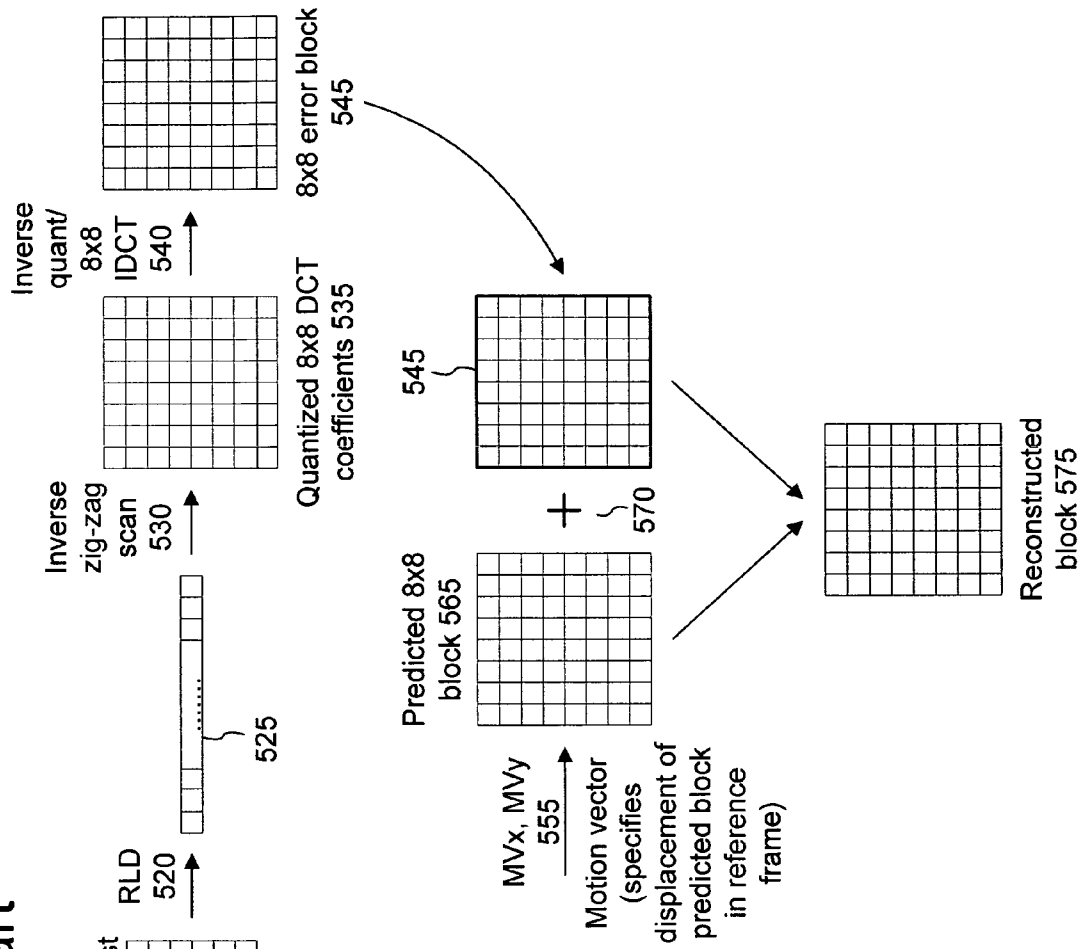 RLD
520
525
Inverse
zig-zag
scan
530
Quantized 8x8 DCT
coefficients 535
Inverse
quant/
8x8
IDCT
540
8x8 error block
545
MVx, MVy
555
Motion vector
(specifies
displacement of
predicted block
in reference
frame)
Predicted 8x8
block 565
+
570
545
Reconstructed
block 575